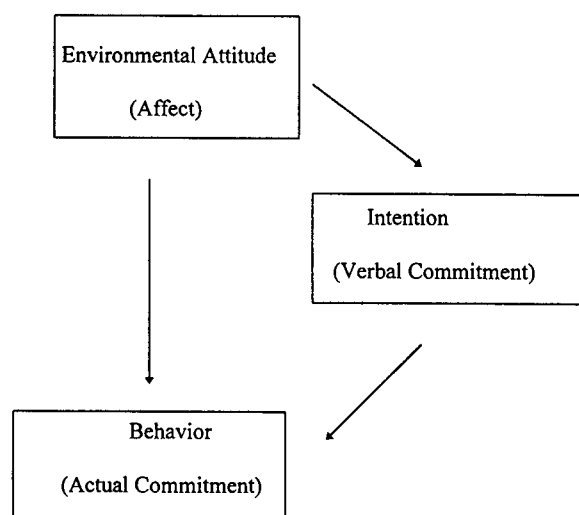 Environmental Attitude
(Affect)
Intention
(Verbal Commitment)
Behavior
(Actual Commitment)